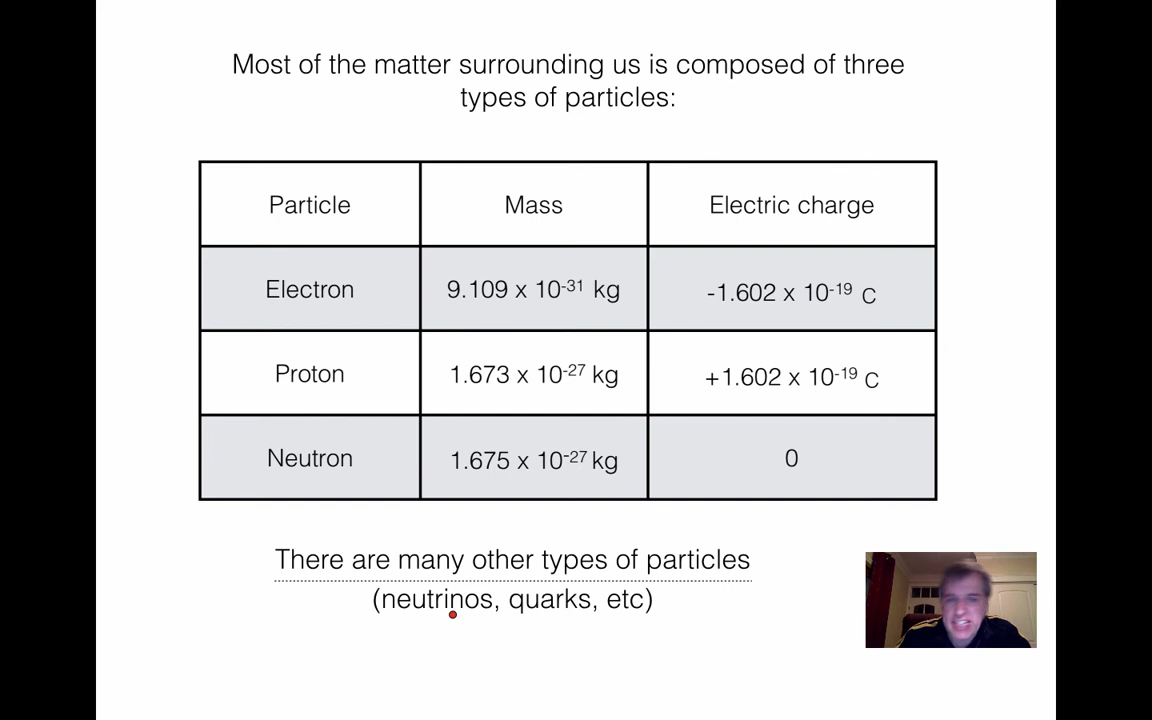 Most of the matter surrounding us is composed of three
types of particles:
Particle Mass Electric charge
Electron 9.109 x 10⁻³¹ kg -1.602 x 10⁻¹⁹ C
Proton 1.673 x 10⁻²⁷ kg +1.602 x 10⁻¹⁹ C
Neutron 1.675 x 10⁻²⁷ kg 0
There are many other types of particles
(neutrinos, quarks, etc)